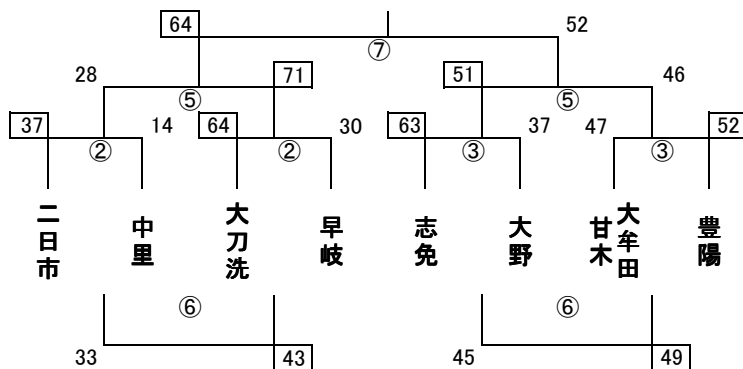 64 52
⑦
28 71 51 46
⑤ ⑤
37 14 64 30 63 37 47 52
② ② ③ ③
二日市
中里
大刀洗
早岐
志免
大野
甘木
大牟田
豊陽
⑥ ⑥
33 43 45 49